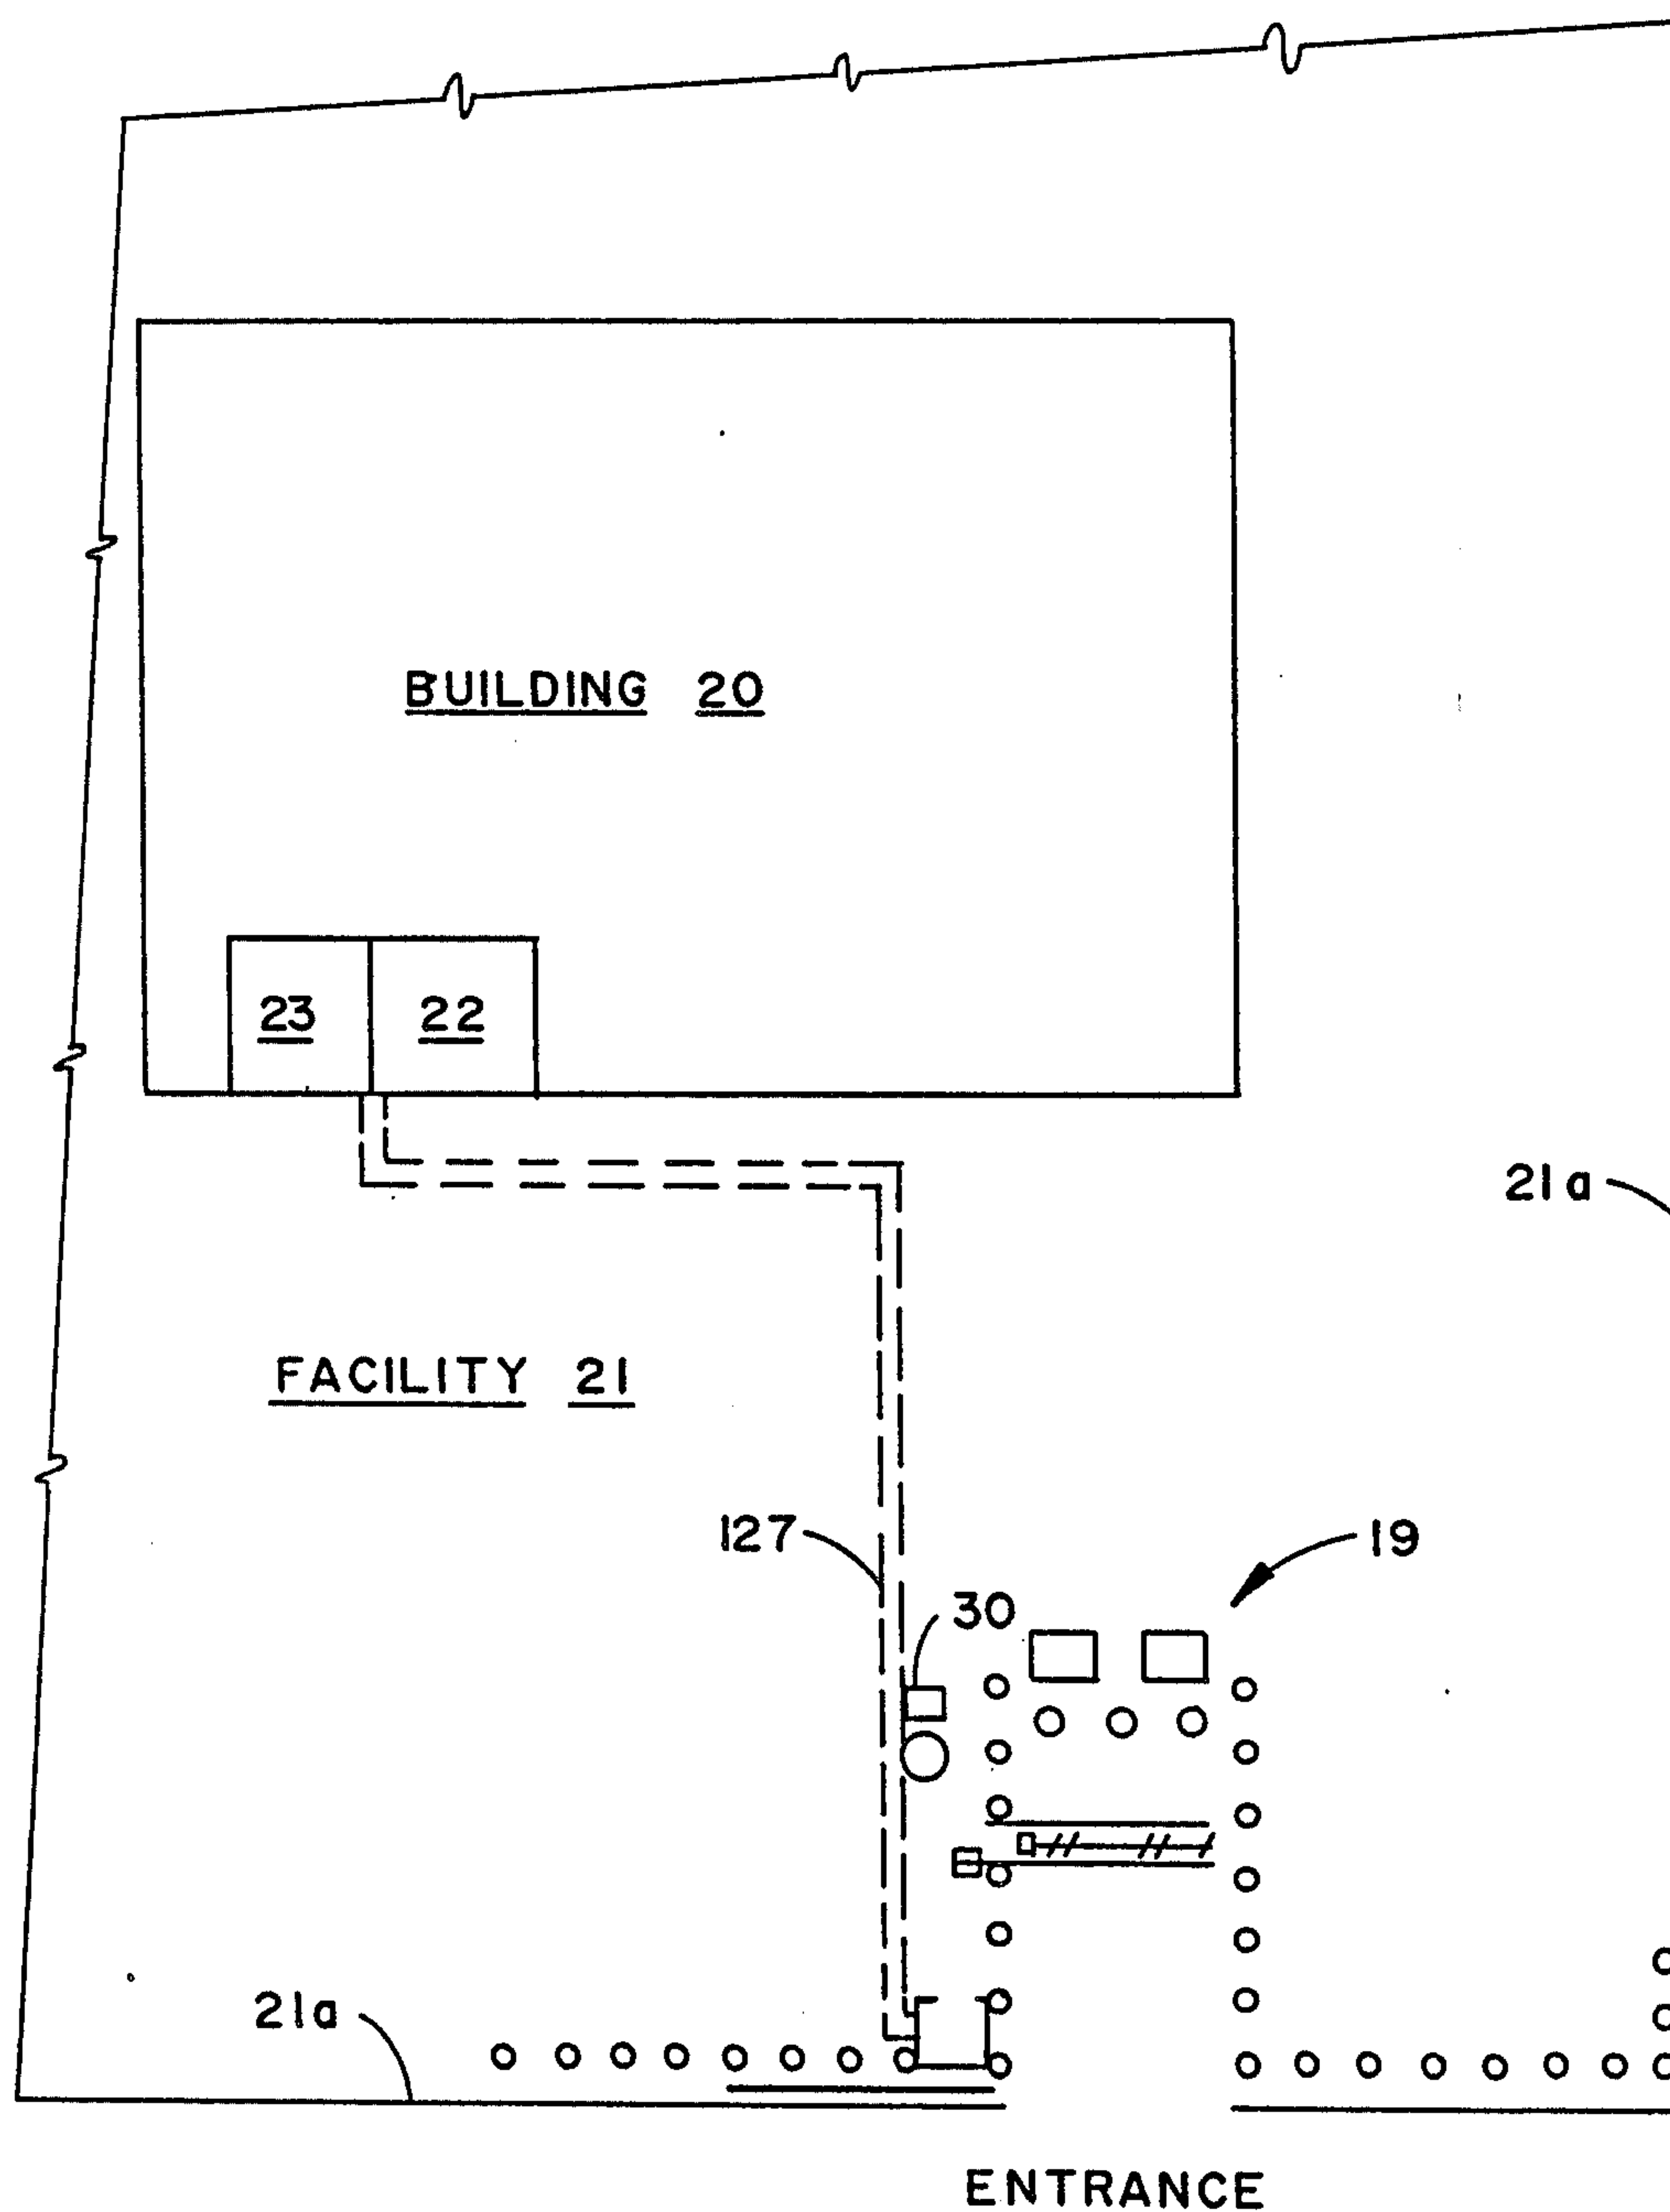 BUILDING 20
23 22
21a
FACILITY 21
127
19
30
21a
ENTRANCE